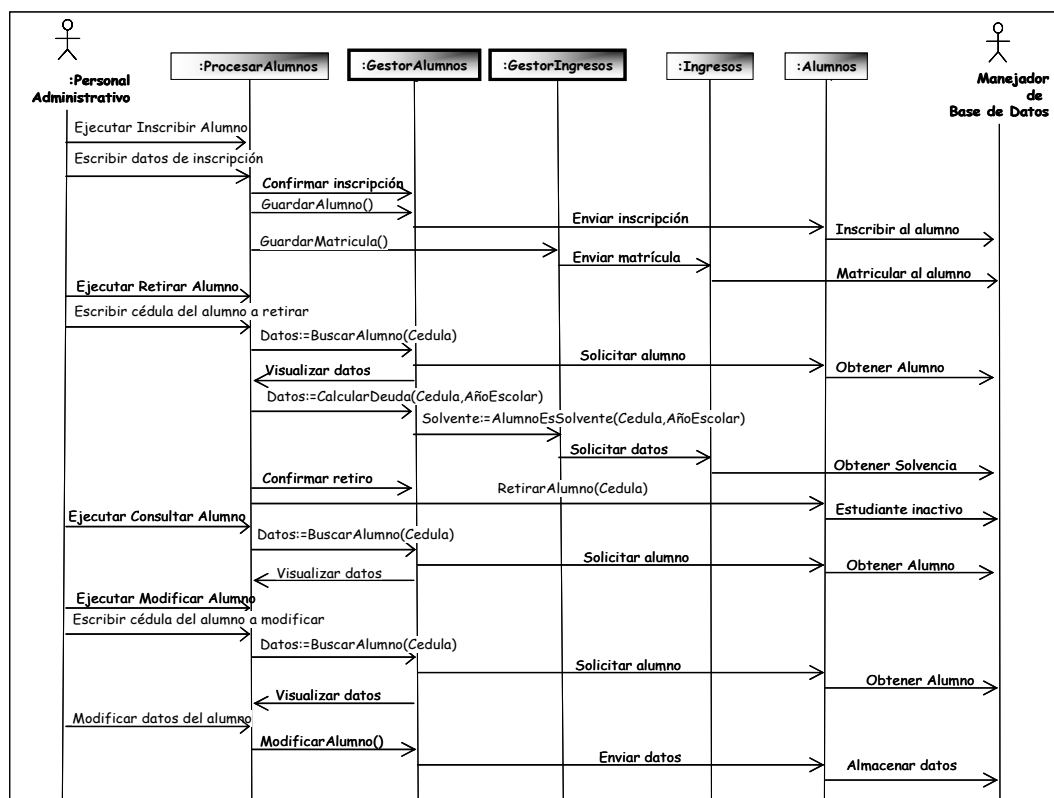 :Personal
Administrativo
:ProcesarAlumnos
:GestorAlumnos
:GestorIngresos
:Ingresos
:Alumnos
Manejador
de
Base de Datos
Ejecutar Inscribir Alumno
Escribir datos de inscripción
Confirmar inscripción
GuardarAlumno()
Enviar inscripción
Inscribir al alumno
GuardarMatricula()
Enviar matrícula
Matricular al alumno
Ejecutar Retirar Alumno
Escribir cédula del alumno a retirar
Datos:=BuscarAlumno(Cedula)
Solicitar alumno
Obtener Alumno
Visualizar datos
Datos:=CalcularDeuda(Cedula,AñoEscolar)
Solvente:=AlumnoEsSolvente(Cedula,AñoEscolar)
Solicitar datos
Obtener Solvencia
Confirmar retiro
RetirarAlumno(Cedula)
Estudiante inactivo
Ejecutar Consultar Alumno
Datos:=BuscarAlumno(Cedula)
Solicitar alumno
Obtener Alumno
Visualizar datos
Ejecutar Modificar Alumno
Escribir cédula del alumno a modificar
Datos:=BuscarAlumno(Cedula)
Solicitar alumno
Obtener Alumno
Visualizar datos
Modificar datos del alumno
ModificarAlumno()
Enviar datos
Almacenar datos